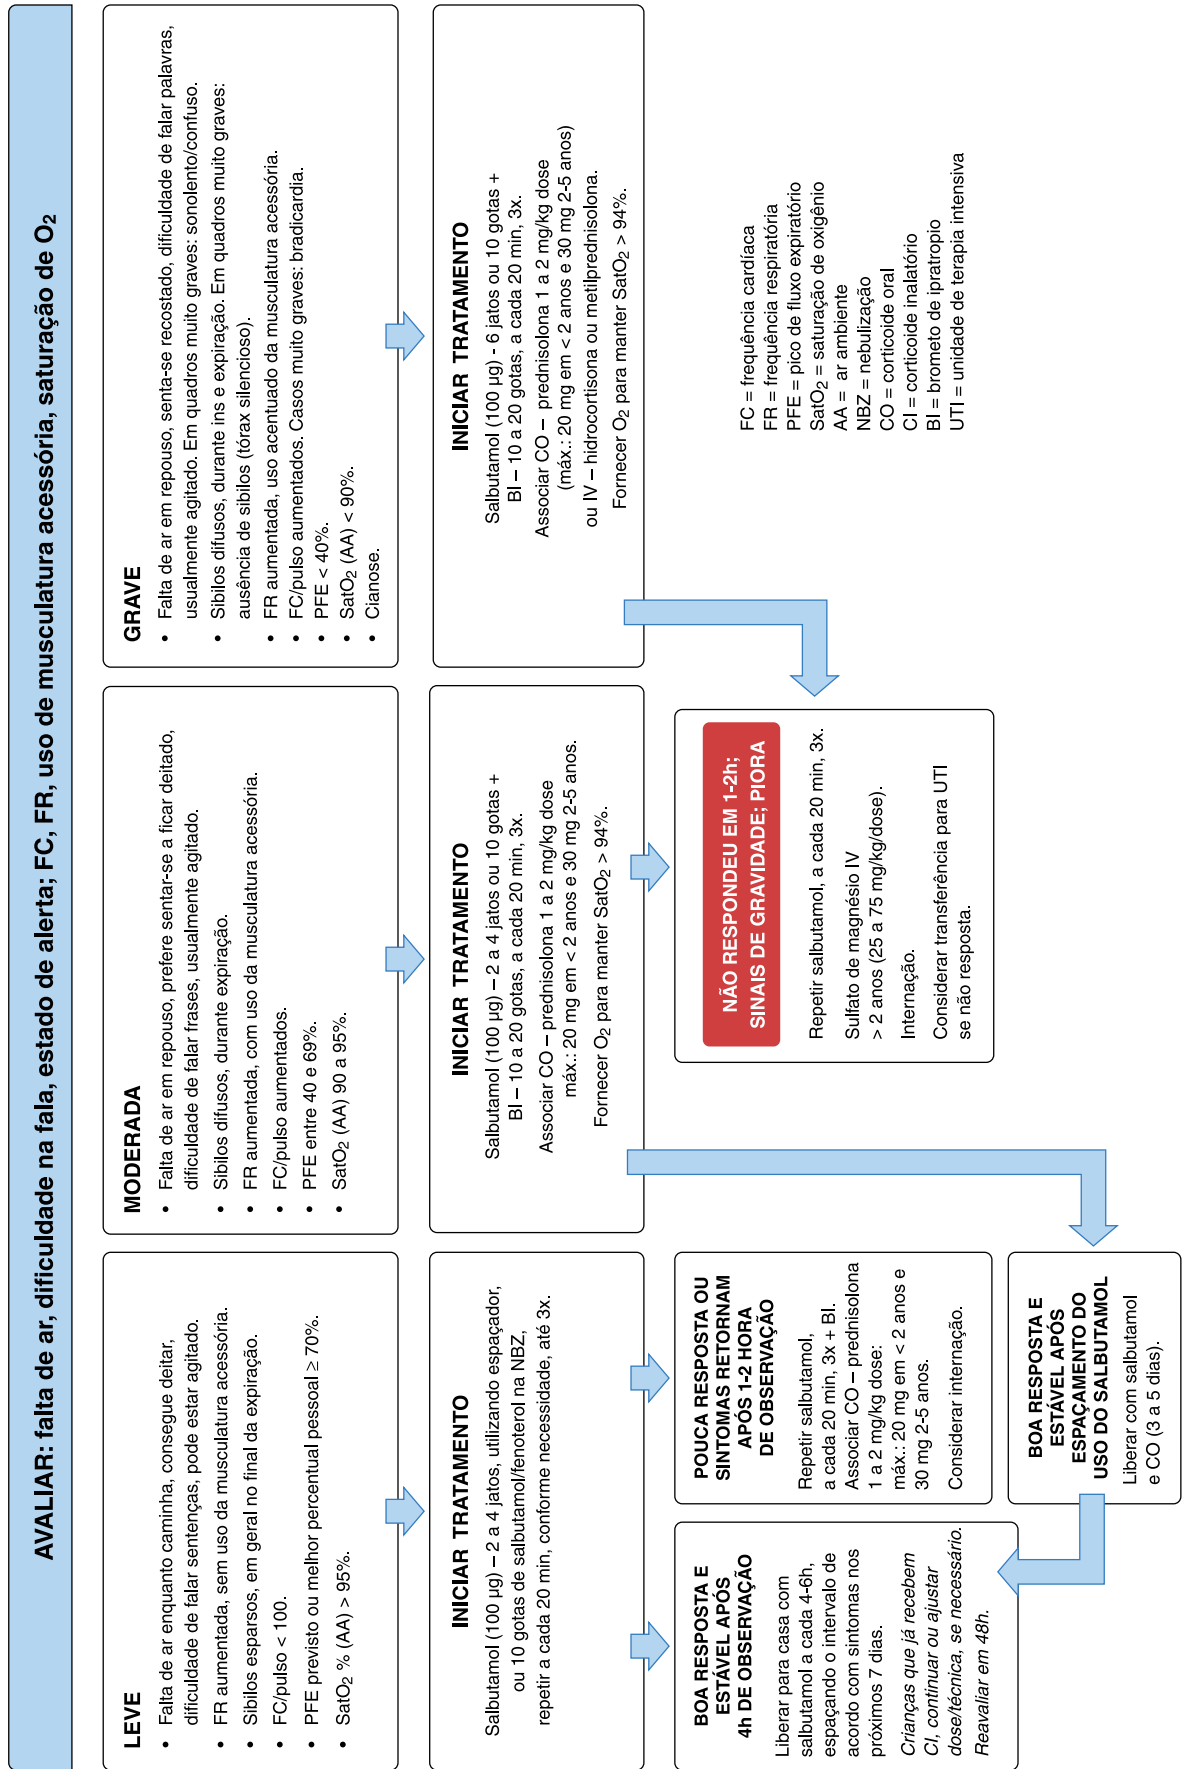 AVALIAR: falta de ar, dificuldade na fala, estado de alerta; FC, FR, uso de musculatura acessória, saturação de O2
LEVE
• Falta de ar enquanto caminha, consegue deitar,
dificuldade de falar sentenças, pode estar agitado.
• FR aumentada, sem uso da musculatura acessória.
• Sibilos esparsos, em geral no final da expiração.
• FC/pulso < 100.
• PFE previsto ou melhor percentual pessoal ≥ 70%.
• SatO2 % (AA) > 95%.
MODERADA
• Falta de ar em repouso, prefere sentar-se a ficar deitado,
dificuldade de falar frases, usualmente agitado.
• Sibilos difusos, durante expiração.
• FR aumentada, com uso da musculatura acessória.
• FC/pulso aumentados.
• PFE entre 40 e 69%.
• SatO2 (AA) 90 a 95%.
GRAVE
• Falta de ar em repouso, senta-se recostado, dificuldade de falar palavras,
usualmente agitado. Em quadros muito graves: sonolento/confuso.
• Sibilos difusos, durante ins e expiração. Em quadros muito graves:
ausência de sibilos (tórax silencioso).
• FR aumentada, uso acentuado da musculatura acessória.
• FC/pulso aumentados. Casos muito graves: bradicardia.
• PFE < 40%.
• SatO2 (AA) < 90%.
• Cianose.
INICIAR TRATAMENTO
Salbutamol (100 µg) – 2 a 4 jatos, utilizando espaçador,
ou 10 gotas de salbutamol/fenoterol na NBZ,
repetir a cada 20 min, conforme necessidade, até 3x.
INICIAR TRATAMENTO
Salbutamol (100 µg) – 2 a 4 jatos ou 10 gotas +
BI – 10 a 20 gotas, a cada 20 min, 3x.
Associar CO – prednisolona 1 a 2 mg/kg dose
máx.: 20 mg em < 2 anos e 30 mg 2-5 anos.
Fornecer O2 para manter SatO2 > 94%.
INICIAR TRATAMENTO
Salbutamol (100 µg) - 6 jatos ou 10 gotas +
BI – 10 a 20 gotas, a cada 20 min, 3x.
Associar CO – prednisolona 1 a 2 mg/kg dose
(máx.: 20 mg em < 2 anos e 30 mg 2-5 anos)
ou IV – hidrocortisona ou metilprednisolona.
Fornecer O2 para manter SatO2 > 94%.
BOA RESPOSTA E
ESTÁVEL APÓS
4h DE OBSERVAÇÃO
Liberar para casa com
salbutamol a cada 4-6h,
espaçando o intervalo de
acordo com sintomas nos
próximos 7 dias.
Crianças que já recebem
CI, continuar ou ajustar
dose/técnica, se necessário.
Reavaliar em 48h.
POUCA RESPOSTA OU
SINTOMAS RETORNAM
APÓS 1-2 HORA
DE OBSERVAÇÃO
Repetir salbutamol,
a cada 20 min, 3x + BI.
Associar CO – prednisolona
1 a 2 mg/kg dose:
máx.: 20 mg em < 2 anos e
30 mg 2-5 anos.
Considerar internação.
BOA RESPOSTA E
ESTÁVEL APÓS
ESPAÇAMENTO DO
USO DO SALBUTAMOL
Liberar com salbutamol
e CO (3 a 5 dias).
NÃO RESPONDEU EM 1-2h;
SINAIS DE GRAVIDADE; PIORA
Repetir salbutamol, a cada 20 min, 3x.
Sulfato de magnésio IV
> 2 anos (25 a 75 mg/kg/dose).
Internação.
Considerar transferência para UTI
se não resposta.
FC = frequência cardíaca
FR = frequência respiratória
PFE = pico de fluxo expiratório
SatO2 = saturação de oxigênio
AA = ar ambiente
NBZ = nebulização
CO = corticoide oral
CI = corticoide inalatório
BI = brometo de ipratropio
UTI = unidade de terapia intensiva